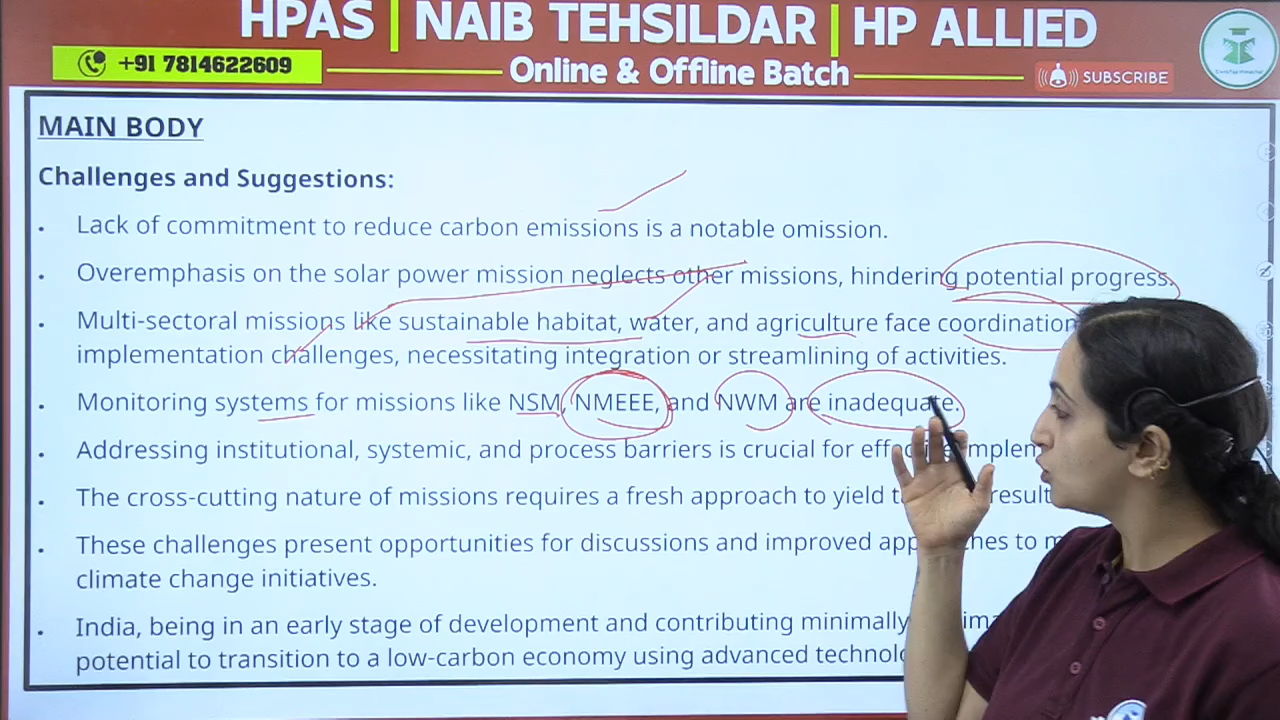 HPAS | NAIB TEHSILDAR | HP ALLIED
+91 7814622609
Online & Offline Batch
SUBSCRIBE
MAIN BODY
Challenges and Suggestions:
• Lack of commitment to reduce carbon emissions is a notable omission.
• Overemphasis on the solar power mission neglects other missions, hindering potential progress.
• Multi-sectoral missions like sustainable habitat, water, and agriculture face coordination
implementation challenges, necessitating integration or streamlining of activities.
• Monitoring systems for missions like NSM, NMEEE, and NWM are inadequate.
• Addressing institutional, systemic, and process barriers is crucial for
• The cross-cutting nature of missions requires a fresh approach to yield
• These challenges present opportunities for discussions and improved
climate change initiatives.
• India, being in an early stage of development and contributing minimally
potential to transition to a low-carbon economy using advanced